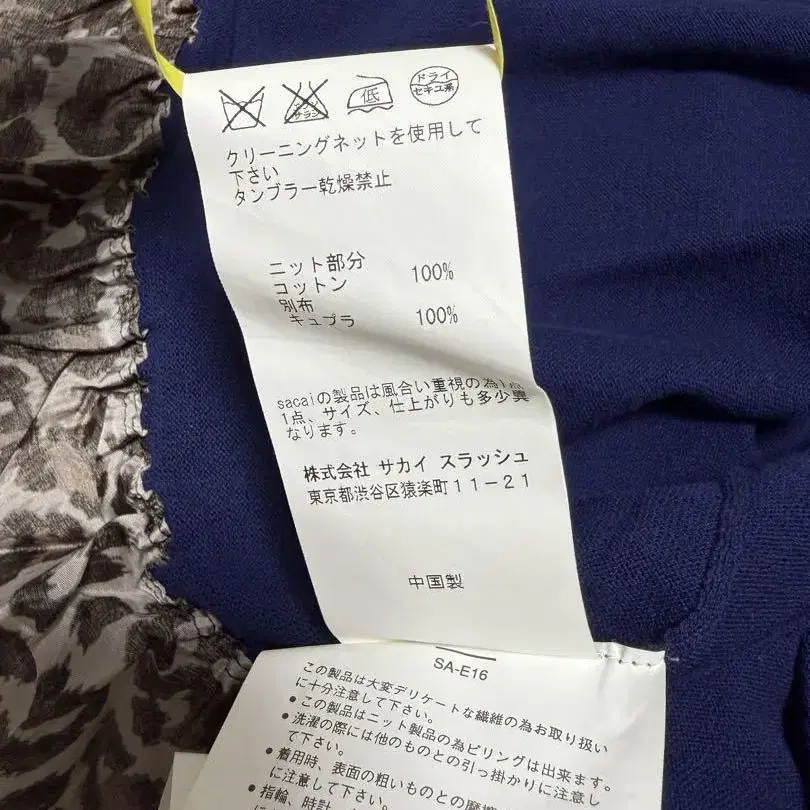 低
ドライ
セキユ系
クリーニングネットを使用して
下さい
タンブラー乾燥禁止
ニット部分
コットン 100%
別布
キュプラ 100%
sacaiの製品は風合い重視の為1点
1点、サイズ、仕上がりも多少異
なります。
株式会社 サカイ スラッシュ
東京都渋谷区猿楽町11-21
中国製
SA-E16
この製品は大変デリケートな繊維の為お取り扱い
に十分注意して下さい。
●この製品はニット製品の為ピリングは出来ます。
●洗濯の際には他のものとの引っ掛かりに注意し
て下さい。
●着用時、表面の粗いものとの摩擦
に注意して下さい。
●指輪、時計